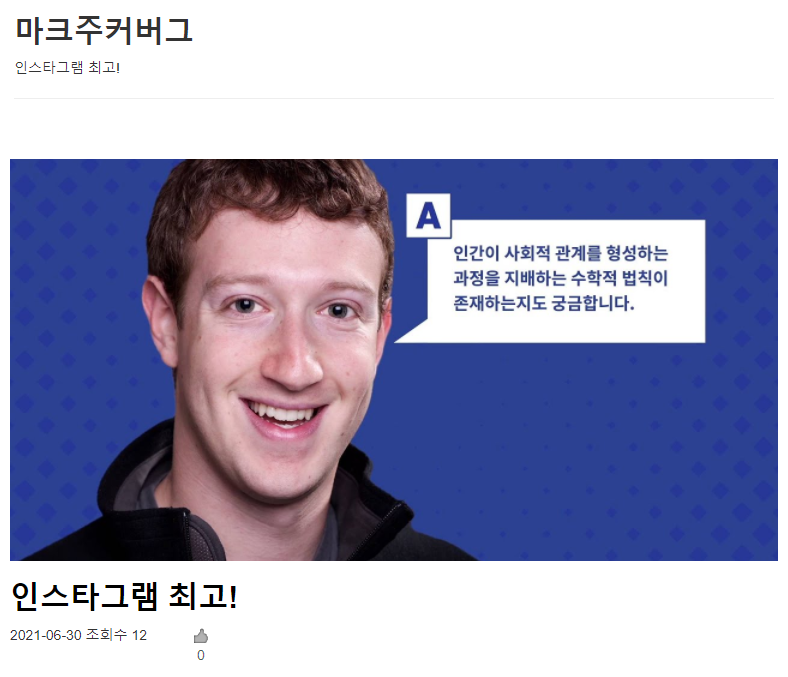 마크주커버그
인스타그램 최고!
A
인간이 사회적 관계를 형성하는
과정을 지배하는 수학적 법칙이
존재하는지도 궁금합니다.
인스타그램 최고!
2021-06-30 조회수 12
0